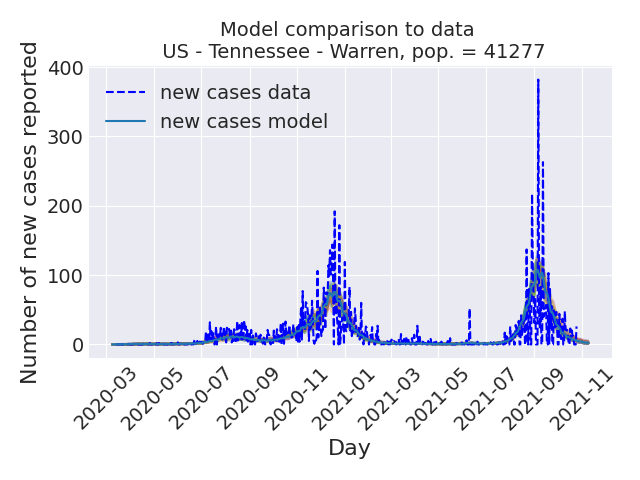 Model comparison to data
US - Tennessee - Warren, pop. = 41277
Number of new cases reported
400
300
200
100
0
new cases data
new cases model
2020-03
2020-05
2020-07
2020-09
2020-11
2021-01
2021-03
2021-05
2021-07
2021-09
2021-11
Day